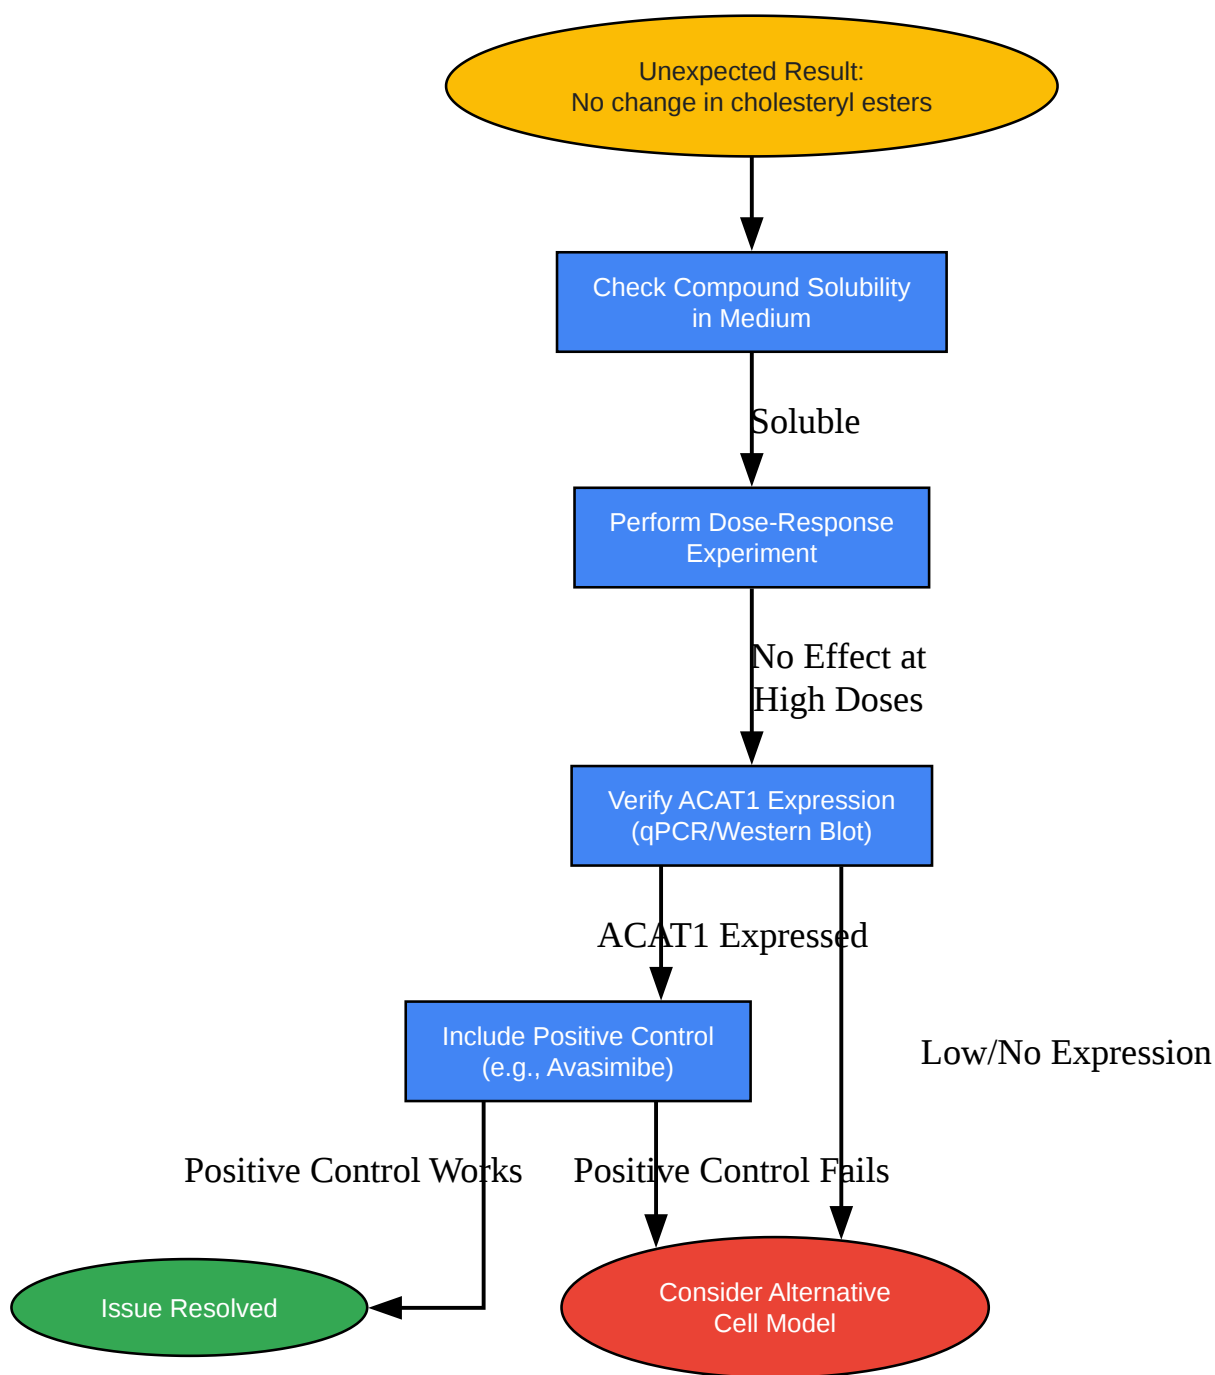 Unexpected Result:
No change in cholesteryl esters
Check Compound Solubility
in Medium
Soluble
Perform Dose-Response
Experiment
No Effect at
High Doses
Verify ACAT1 Expression
(qPCR/Western Blot)
ACAT1 Expressed
Include Positive Control
(e.g., Avasimibe)
Low/No Expression
Positive Control Works
Positive Control Fails
Issue Resolved
Consider Alternative
Cell Model